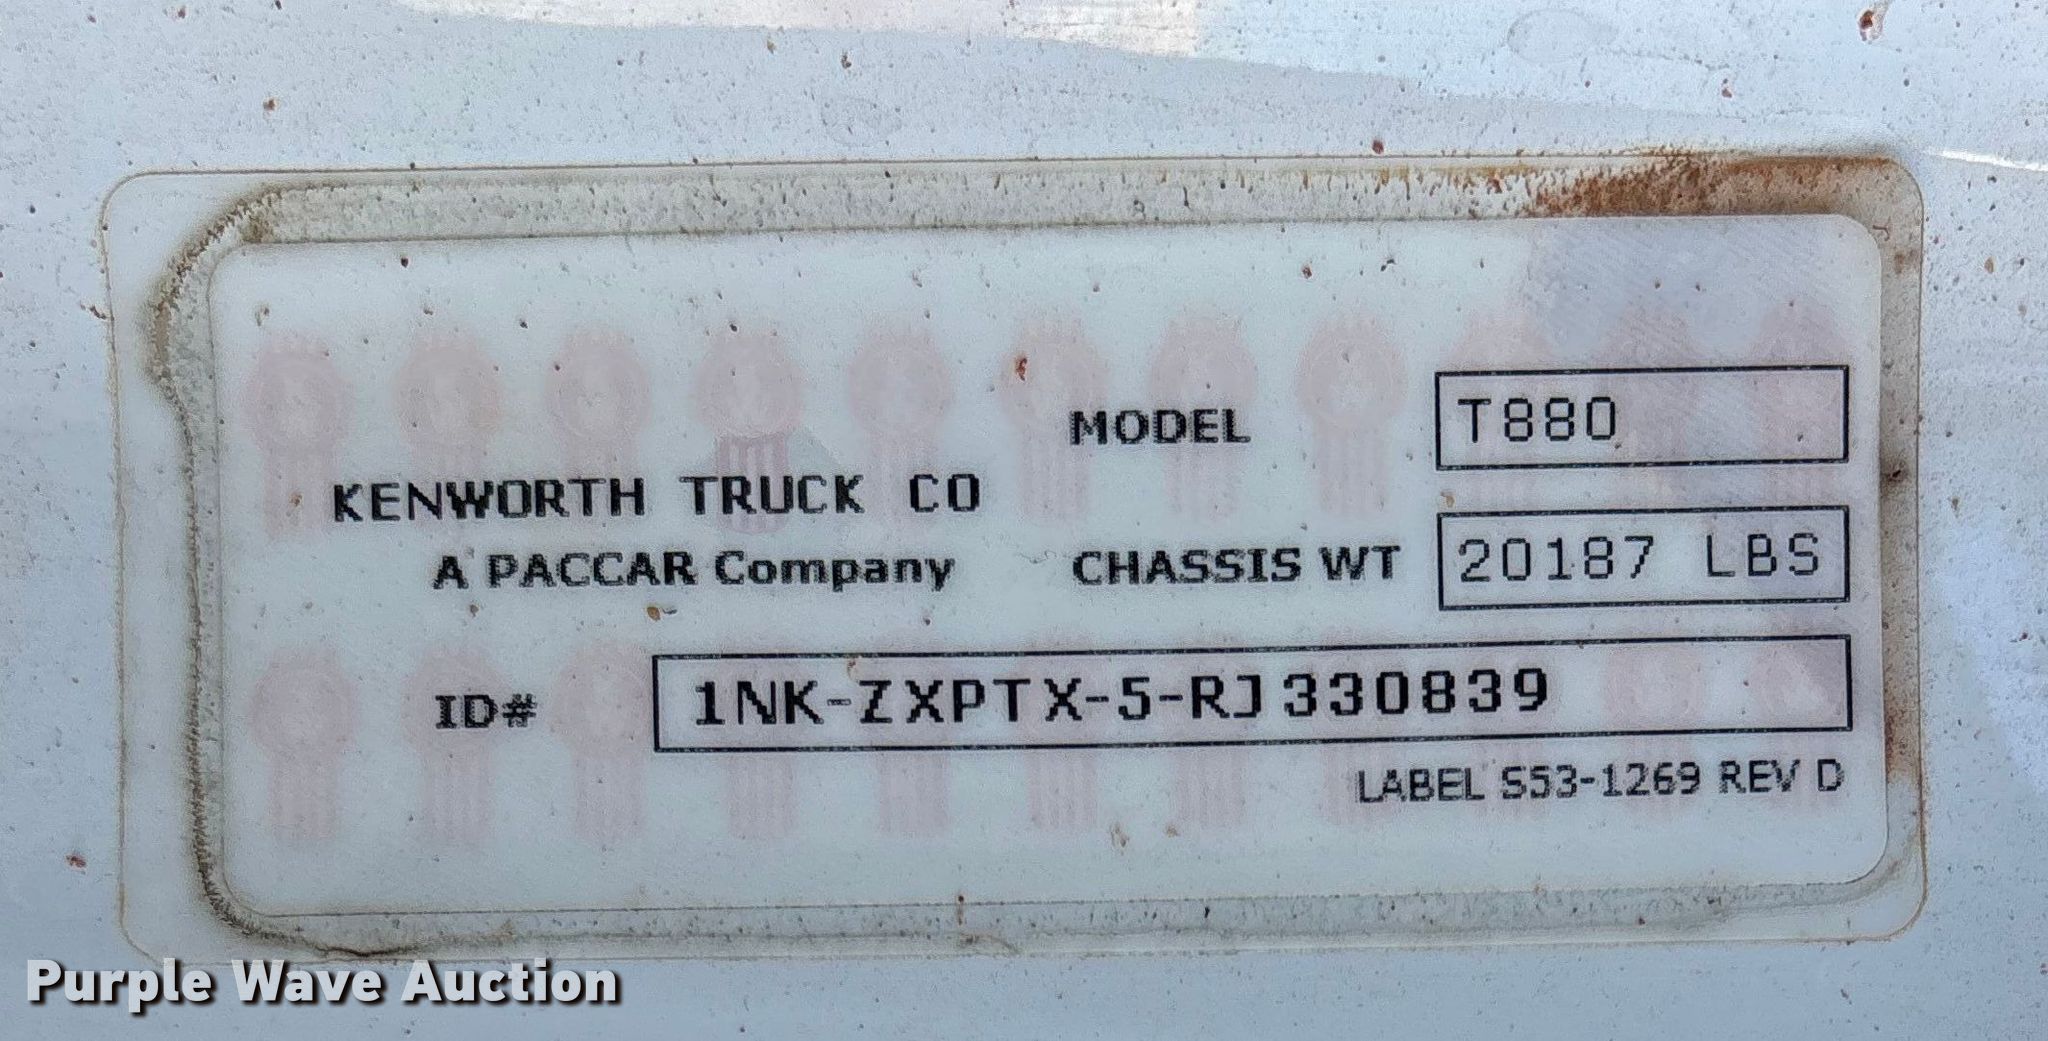 MODEL T880
KENWORTH TRUCK CO
A PACCAR Company
CHASSIS WT 20187 LBS
ID# 1NK-ZXPTX-5-RJ330839
LABEL S53-1269 REV D
Purple Wave Auction